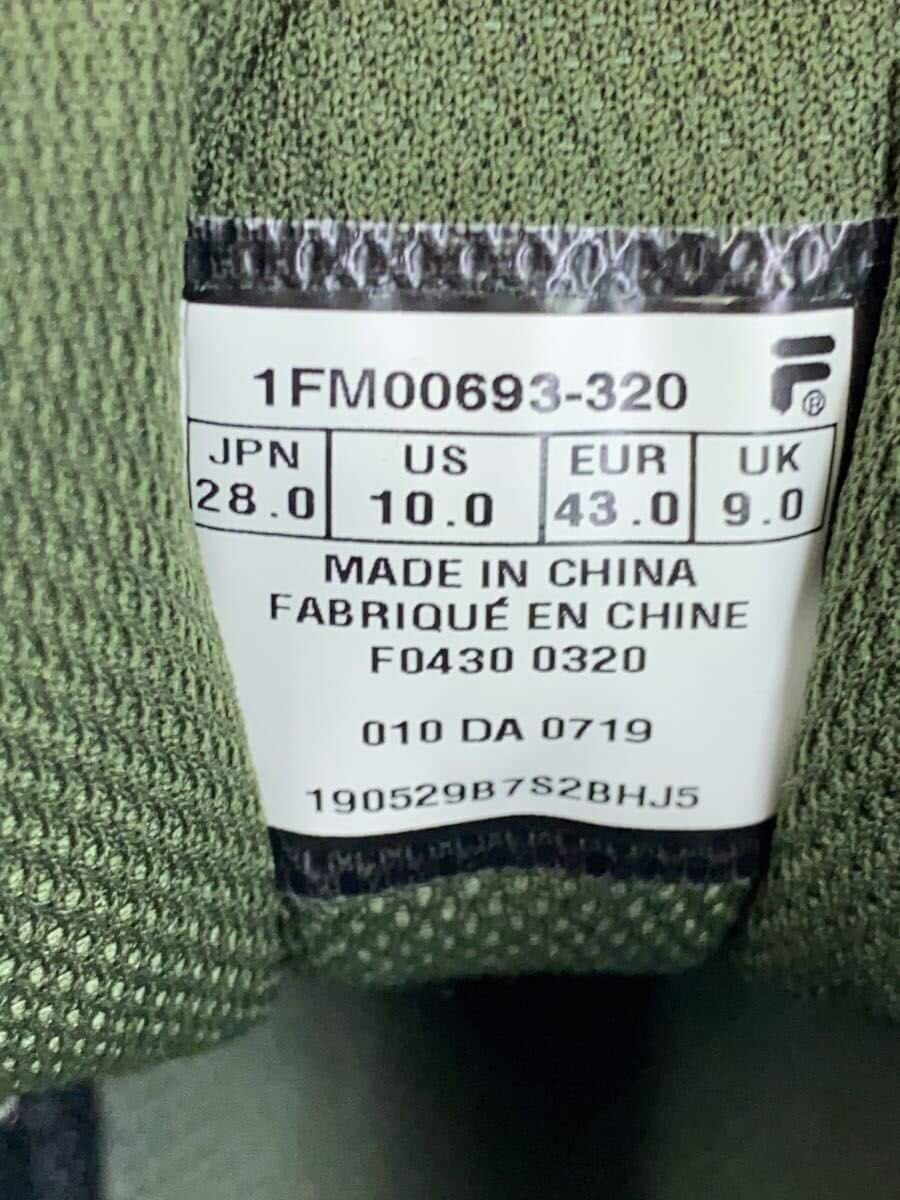 1FM00693-320
F®
JPN US EUR UK
28.0 10.0 43.0 9.0
MADE IN CHINA
FABRIQUÉ EN CHINE
F0430 0320
010 DA 0719
190529B7S2BHJ5